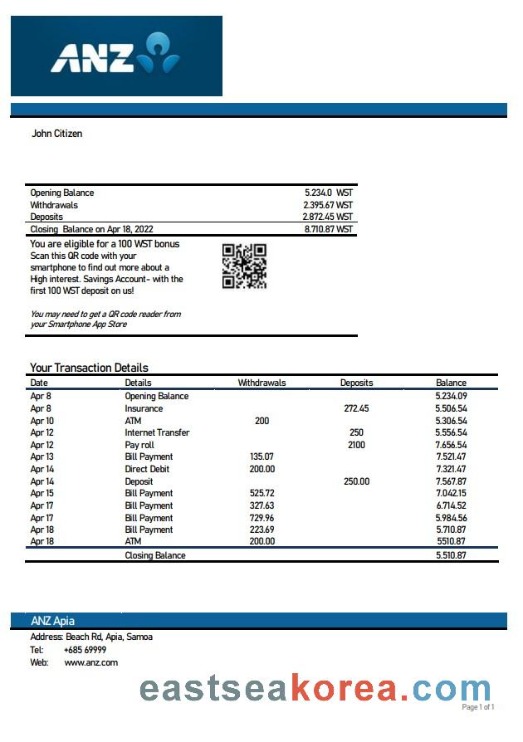 ANZ
John Citizen
Opening Balance 5.234.0 WST
Withdrawals 2.395.67 WST
Deposits 2.872.45 WST
Closing Balance on Apr 18, 2022 8.710.87 WST
You are eligible for a 100 WST bonus
Scan this QR code with your
smartphone to find out more about a
High interest. Savings Account- with the
first 100 WST deposit on us!
You may need to get a QR code reader from
your Smartphone App Store
Your Transaction Details
Date Details Withdrawals Deposits Balance
Apr 8 Opening Balance 5.234.09
Apr 8 Insurance 272.45 5.506.54
Apr 10 ATM 200 5.306.54
Apr 12 Internet Transfer 250 5.556.54
Apr 12 Pay roll 2100 7.656.54
Apr 13 Bill Payment 135.07 7.521.47
Apr 14 Direct Debit 200.00 7.321.47
Apr 14 Deposit 250.00 7.567.87
Apr 15 Bill Payment 525.72 7.042.15
Apr 17 Bill Payment 327.63 6.714.52
Apr 17 Bill Payment 729.96 5.984.56
Apr 18 Bill Payment 223.69 5.710.87
Apr 18 ATM 200.00 5510.87
Closing Balance 5.510.87
ANZ Apia
Address: Beach Rd, Apia, Samoa
Tel: +685 69999
Web: www.anz.com
eastseakorea.com
Page 1 of 1